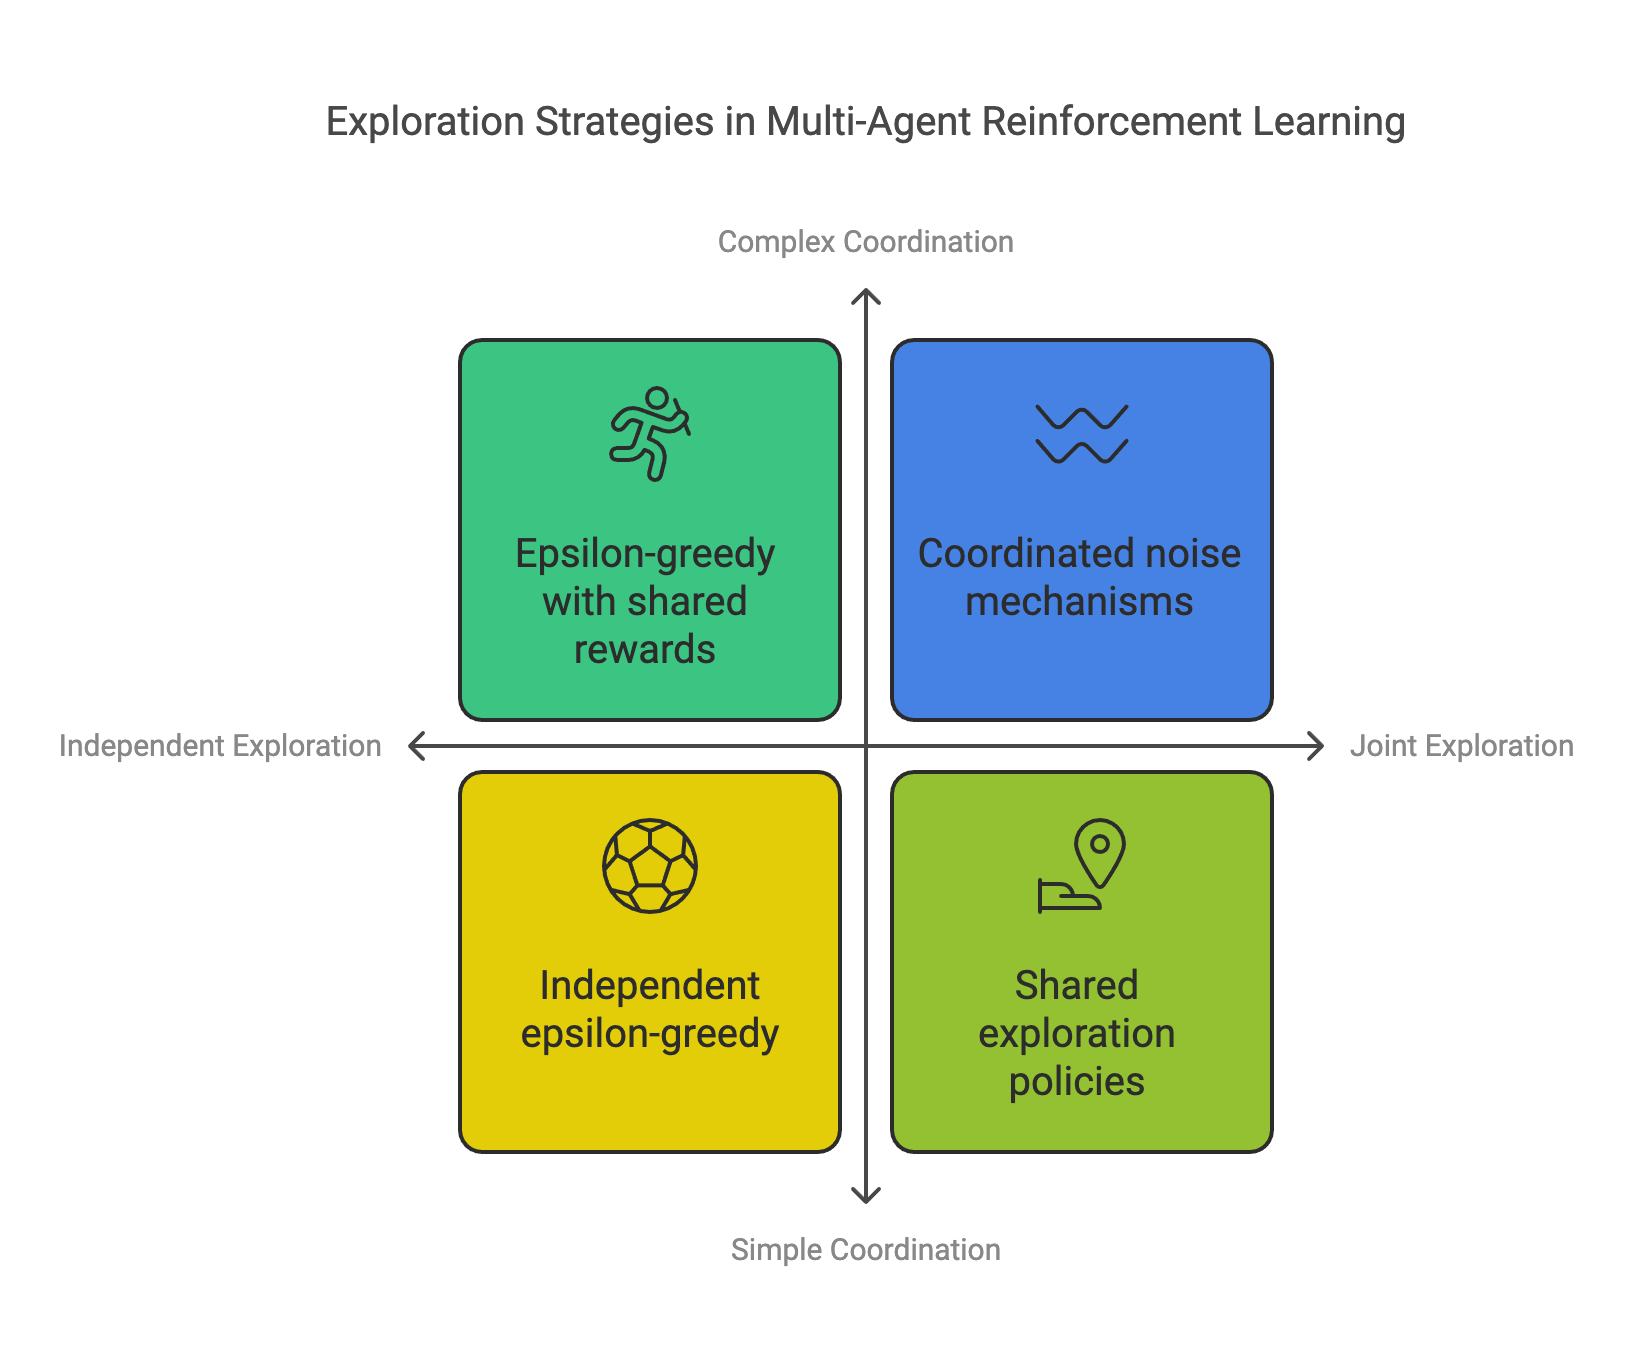 Exploration Strategies in Multi-Agent Reinforcement Learning
Complex Coordination
Epsilon-greedy
with shared
rewards
Coordinated noise
mechanisms
Independent Exploration
Joint Exploration
Independent
epsilon-greedy
Shared
exploration
policies
Simple Coordination